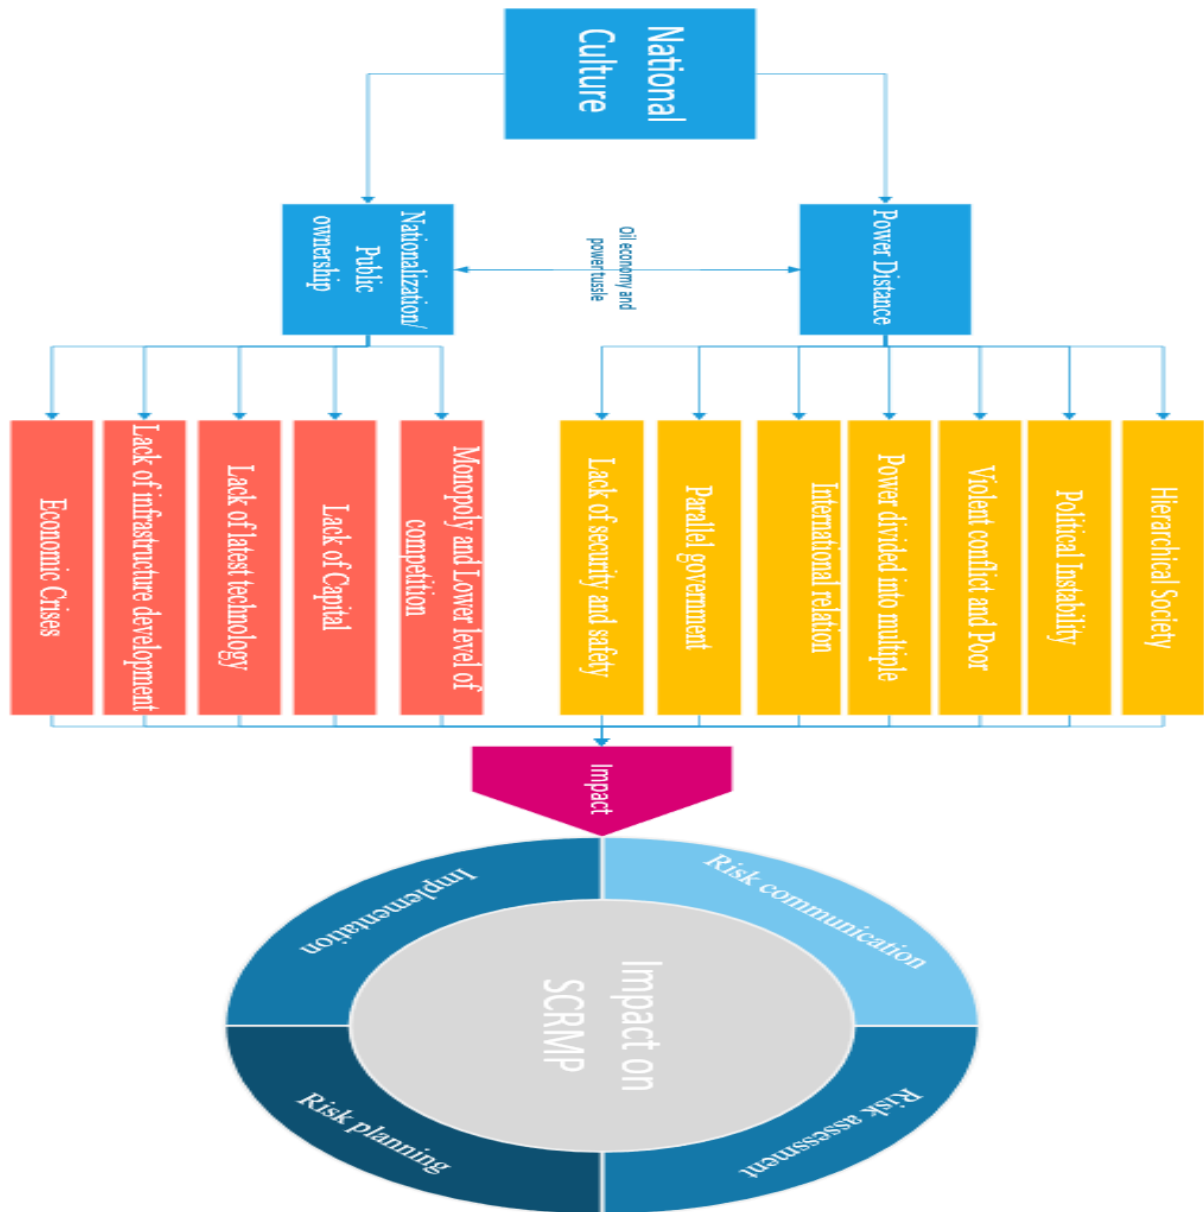 National
Culture
Power Distance
Oil economy and
power tussle
Nationalization/
Public
ownership
Hierarchical Society
Political Instability
Violent conflict and Poor
Power divided into multiple
International relation
Parallel government
Lack of security and safety
Monopoly and Lower level of
competition
Lack of Capital
Lack of latest technology
Lack of infrastructure development
Economic Crises
Impact
Risk communication
Risk assessment
Risk planning
Implementation
Impact on
SCRMP